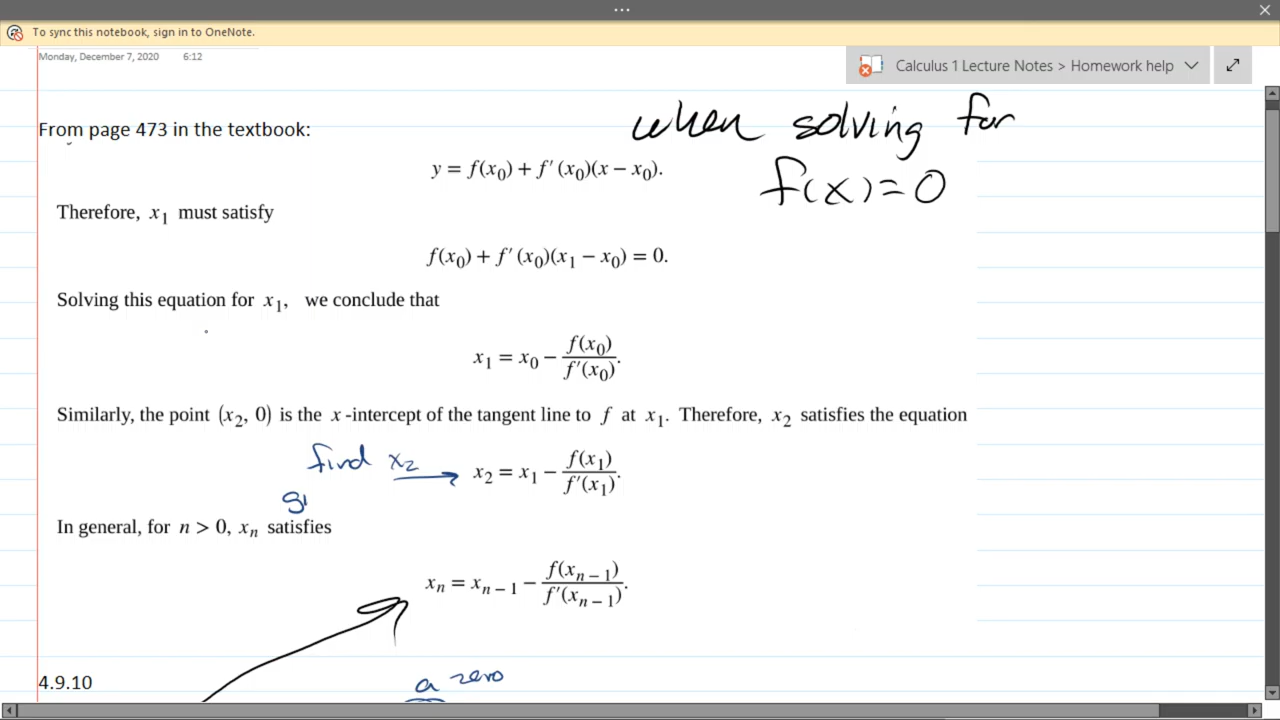 ...
To sync this notebook, sign in to OneNote.
Monday, December 7, 2020 6:12
Calculus 1 Lecture Notes > Homework help
when solving for
f(x)=0
From page 473 in the textbook:
y = f(x₀) + f′(x₀)(x − x₀).
Therefore, x₁ must satisfy
f(x₀) + f′(x₀)(x₁ − x₀) = 0.
Solving this equation for x₁, we conclude that
x₁ = x₀ − f(x₀)/f′(x₀).
Similarly, the point (x₂, 0) is the x-intercept of the tangent line to f at x₁. Therefore, x₂ satisfies the equation
find x₂ → x₂ = x₁ − f(x₁)/f′(x₁).
In general, for n > 0, xₙ satisfies
xₙ = xₙ₋₁ − f(xₙ₋₁)/f′(xₙ₋₁).
4.9.10
a zero